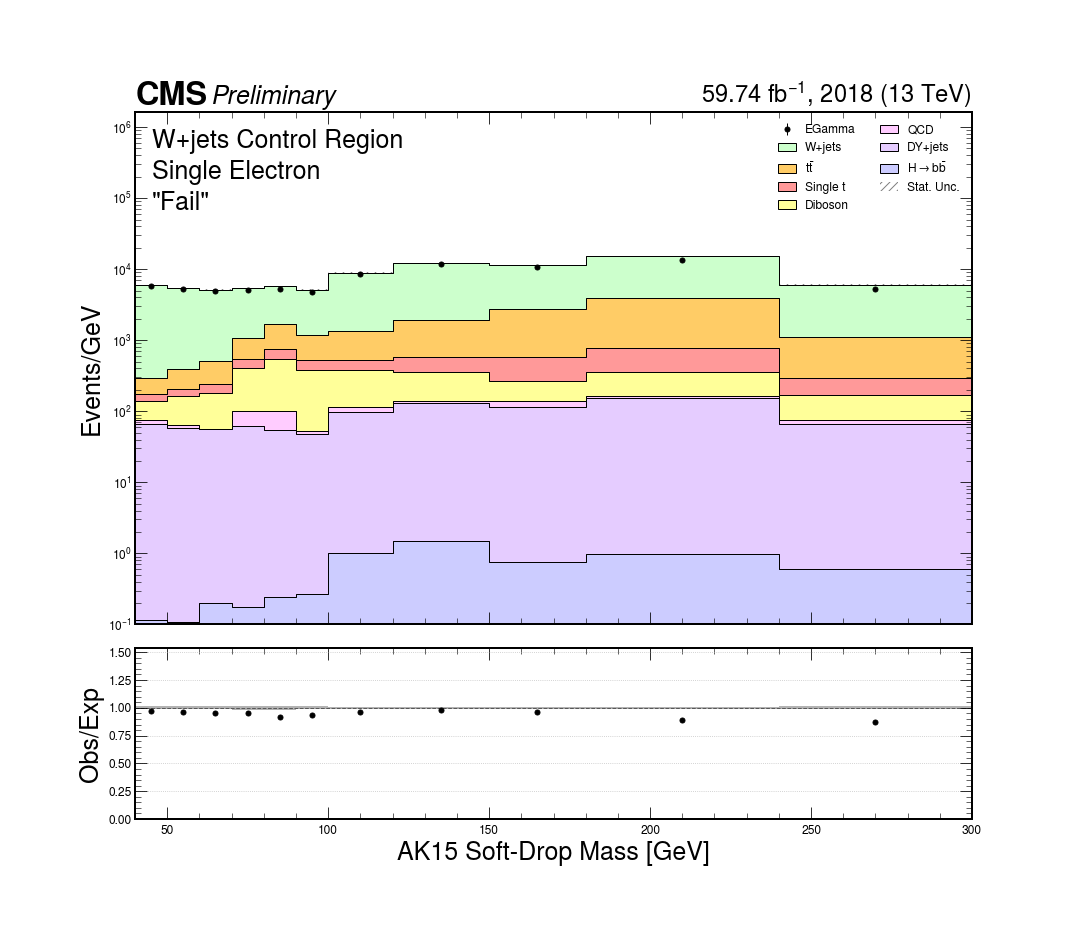 CMS Preliminary
59.74 fb⁻¹, 2018 (13 TeV)
W+jets Control Region
Single Electron
"Fail"
EGamma
W+jets
tt̄
Single t
Diboson
QCD
DY+jets
H→bb̄
Stat. Unc.
Events/GeV
10⁶
10⁵
10⁴
10³
10²
10¹
10⁰
10⁻¹
Obs/Exp
1.50
1.25
1.00
0.75
0.50
0.25
0.00
50 100 150 200 250 300
AK15 Soft-Drop Mass [GeV]